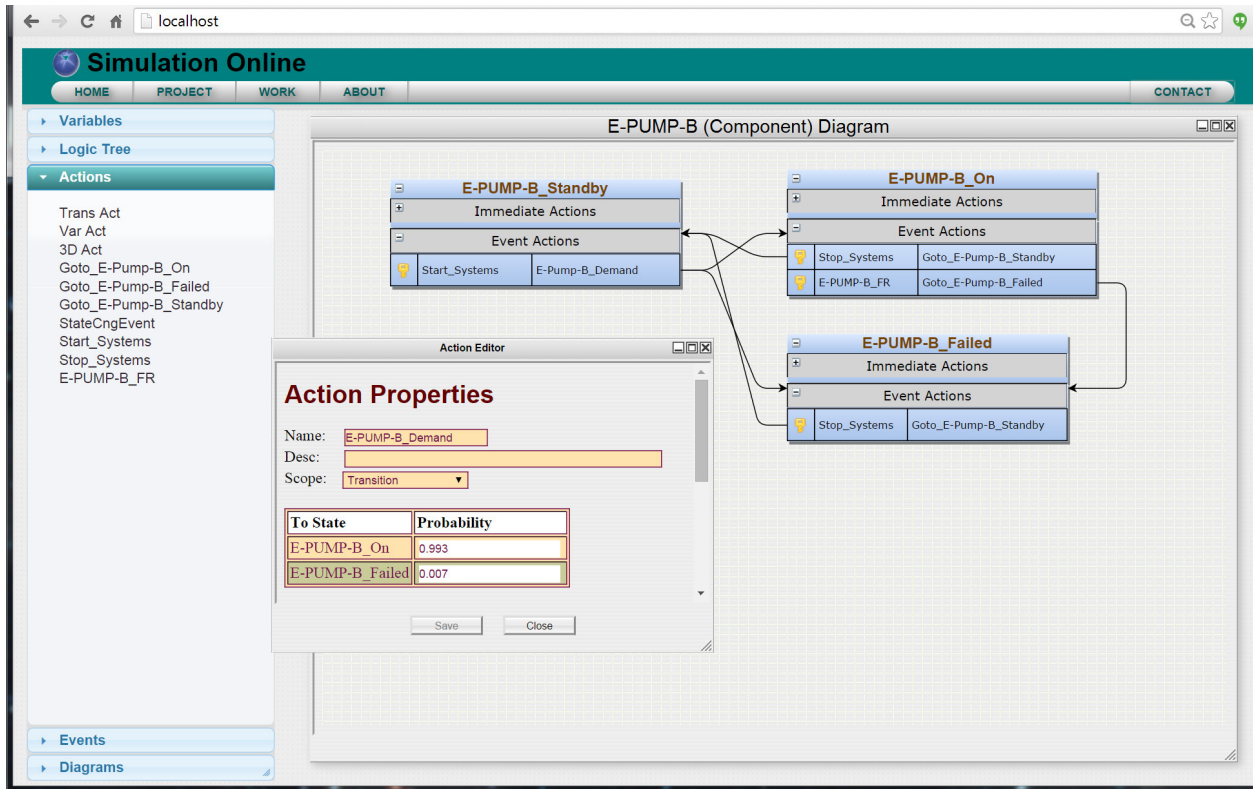 localhost
Simulation Online
HOME PROJECT WORK ABOUT CONTACT
Variables
Logic Tree
Actions
Trans Act
Var Act
3D Act
Goto_E-Pump-B_On
Goto_E-Pump-B_Failed
Goto_E-Pump-B_Standby
StateCngEvent
Start_Systems
Stop_Systems
E-PUMP-B_FR
Events
Diagrams
E-PUMP-B (Component) Diagram
E-PUMP-B_Standby
Immediate Actions
Event Actions
Start_Systems E-Pump-B_Demand
E-PUMP-B_On
Immediate Actions
Event Actions
Stop_Systems Goto_E-Pump-B_Standby
E-PUMP-B_FR Goto_E-Pump-B_Failed
E-PUMP-B_Failed
Immediate Actions
Event Actions
Stop_Systems Goto_E-Pump-B_Standby
Action Editor
Action Properties
Name: E-PUMP-B_Demand
Desc:
Scope: Transition
To State Probability
E-PUMP-B_On 0.993
E-PUMP-B_Failed 0.007
Save Close